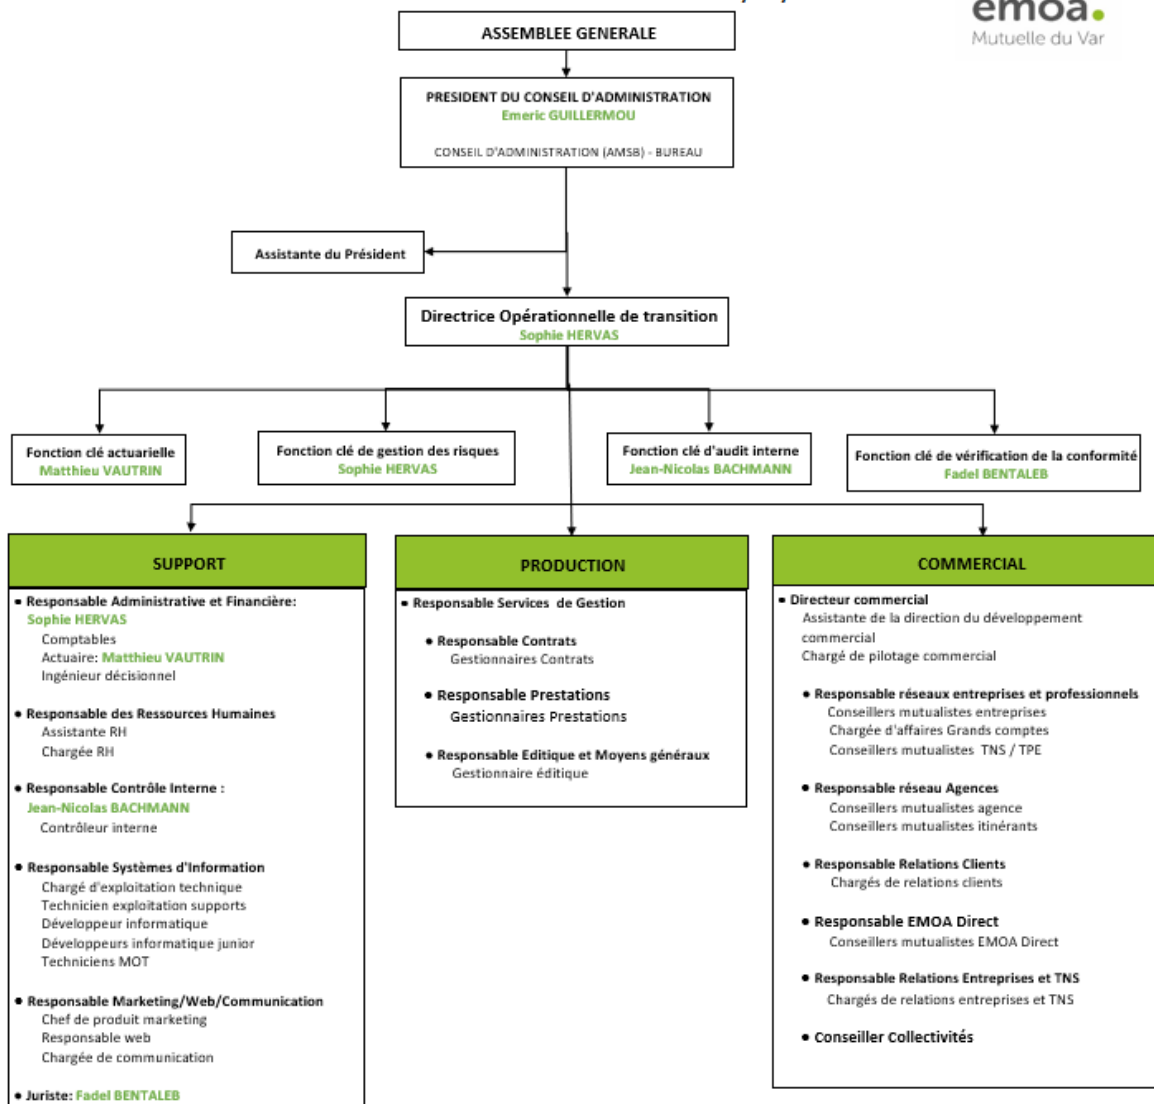 emoa.
Mutuelle du Var
ASSEMBLEE GENERALE
PRESIDENT DU CONSEIL D'ADMINISTRATION
Emeric GUILLERMOU
CONSEIL D'ADMINISTRATION (AMSB) - BUREAU
Assistante du Président
Directrice Opérationnelle de transition
Sophie HERVAS
Fonction clé actuarielle
Matthieu VAUTRIN
Fonction clé de gestion des risques
Sophie HERVAS
Fonction clé d'audit interne
Jean-Nicolas BACHMANN
Fonction clé de vérification de la conformité
Fadel BENTALEB
SUPPORT
• Responsable Administrative et Financière:
Sophie HERVAS
Comptables
Actuaire: Matthieu VAUTRIN
Ingénieur décisionnel
• Responsable des Ressources Humaines
Assistante RH
Chargée RH
• Responsable Contrôle Interne :
Jean-Nicolas BACHMANN
Contrôleur interne
• Responsable Systèmes d'Information
Chargé d'exploitation technique
Technicien exploitation supports
Développeur informatique
Développeurs informatique junior
Techniciens MOT
• Responsable Marketing/Web/Communication
Chef de produit marketing
Responsable web
Chargée de communication
• Juriste: Fadel BENTALEB
PRODUCTION
• Responsable Services de Gestion
• Responsable Contrats
Gestionnaires Contrats
• Responsable Prestations
Gestionnaires Prestations
• Responsable Editique et Moyens généraux
Gestionnaire éditique
COMMERCIAL
• Directeur commercial
Assistante de la direction du développement
commercial
Chargé de pilotage commercial
• Responsable réseaux entreprises et professionnels
Conseillers mutualistes entreprises
Chargée d'affaires Grands comptes
Conseillers mutualistes TNS / TPE
• Responsable réseau Agences
Conseillers mutualistes agence
Conseillers mutualistes itinérants
• Responsable Relations Clients
Chargés de relations clients
• Responsable EMOA Direct
Conseillers mutualistes EMOA Direct
• Responsable Relations Entreprises et TNS
Chargés de relations entreprises et TNS
• Conseiller Collectivités